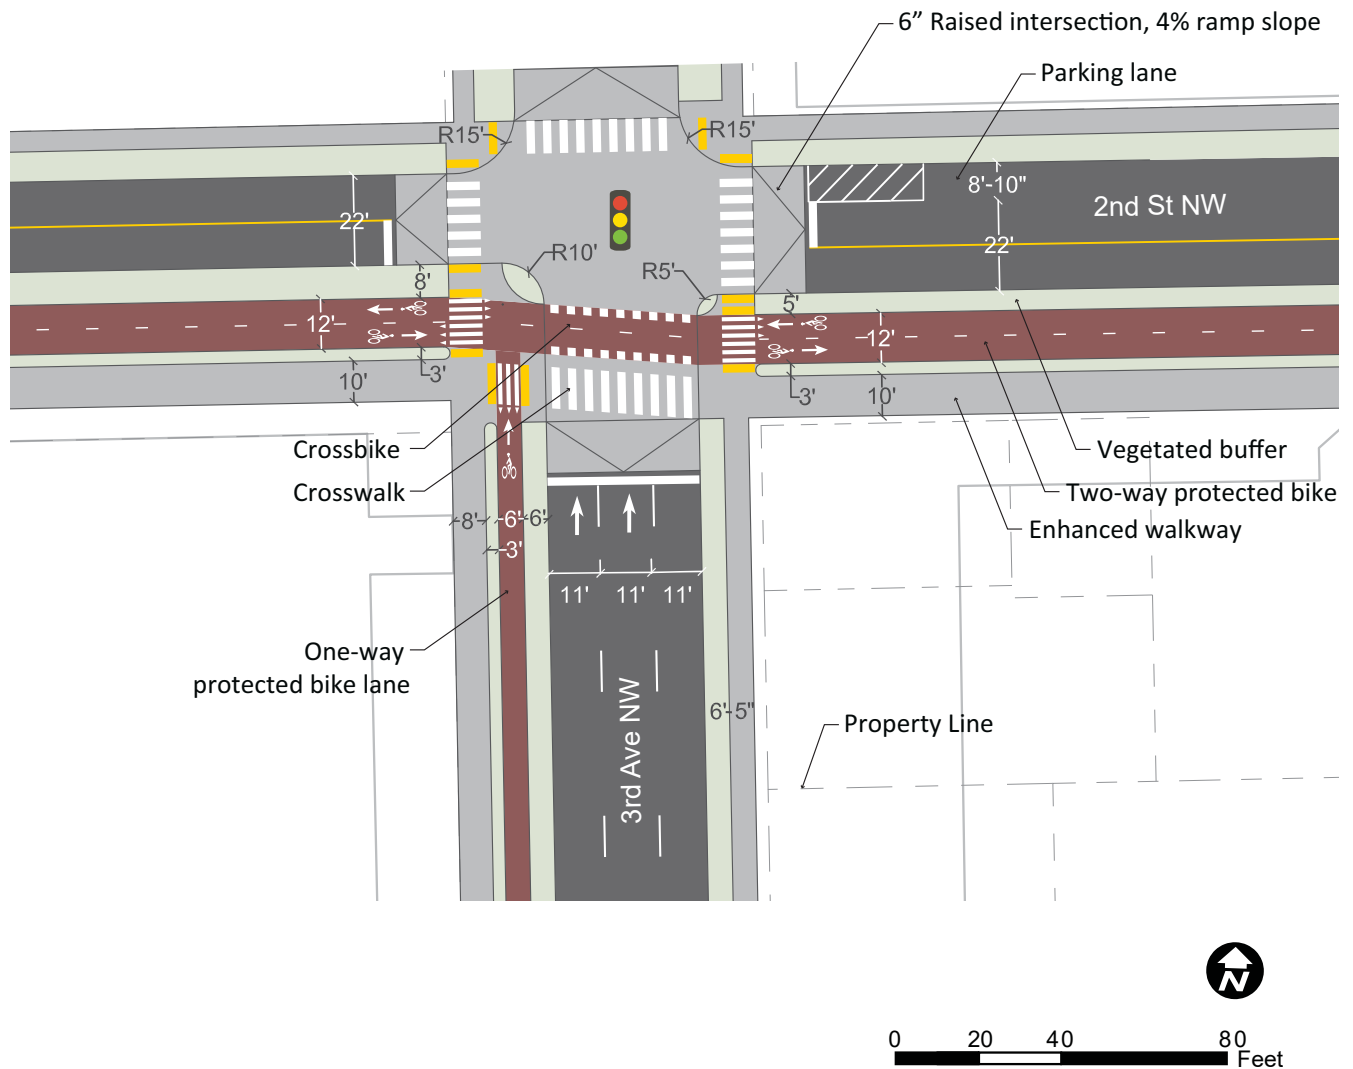 6” Raised intersection, 4% ramp slope
Parking lane
R15'
R15'
8'-10"
2nd St NW
22'
22'
R10'
R5'
8'
5'
12'
12'
3'
3'
10'
10'
Crossbike
Crosswalk
Vegetated buffer
Two-way protected bike
Enhanced walkway
8'
6'
6'
3'
11'
11'
11'
One-way
protected bike lane
3rd Ave NW
6'-5"
Property Line
N
0
20
40
80
Feet